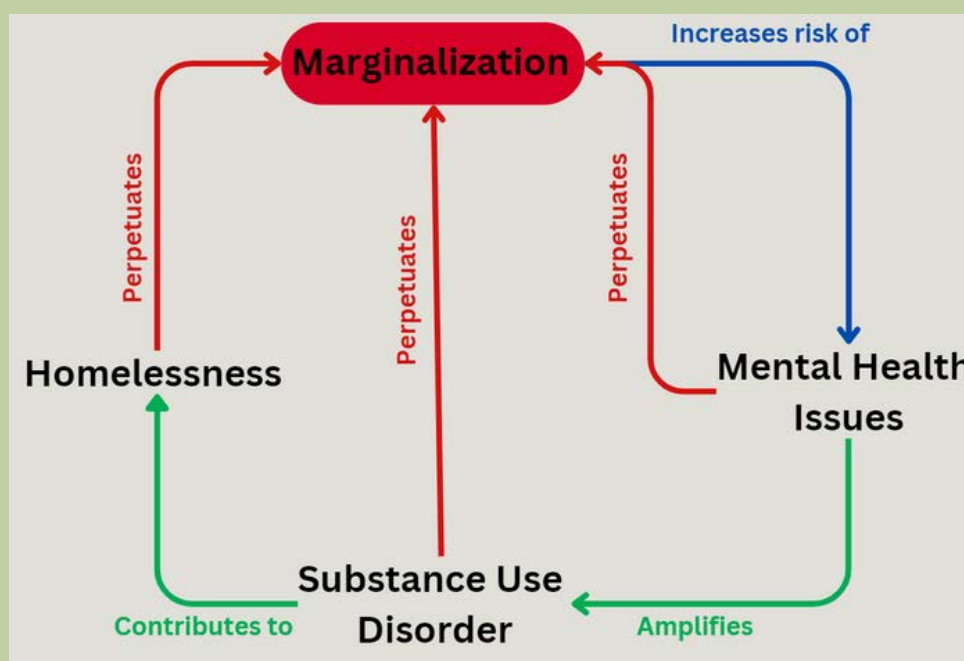 Increases risk of
Marginalization
Perpetuates
Perpetuates
Perpetuates
Homelessness
Mental Health
Issues
Substance Use
Disorder
Contributes to
Amplifies